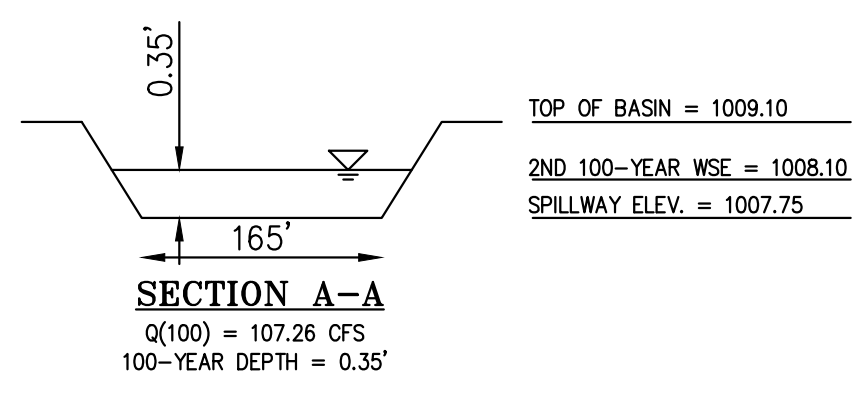 0.35'
TOP OF BASIN = 1009.10
2ND 100-YEAR WSE = 1008.10
SPILLWAY ELEV. = 1007.75
165'
SECTION A-A
Q(100) = 107.26 CFS
100-YEAR DEPTH = 0.35'